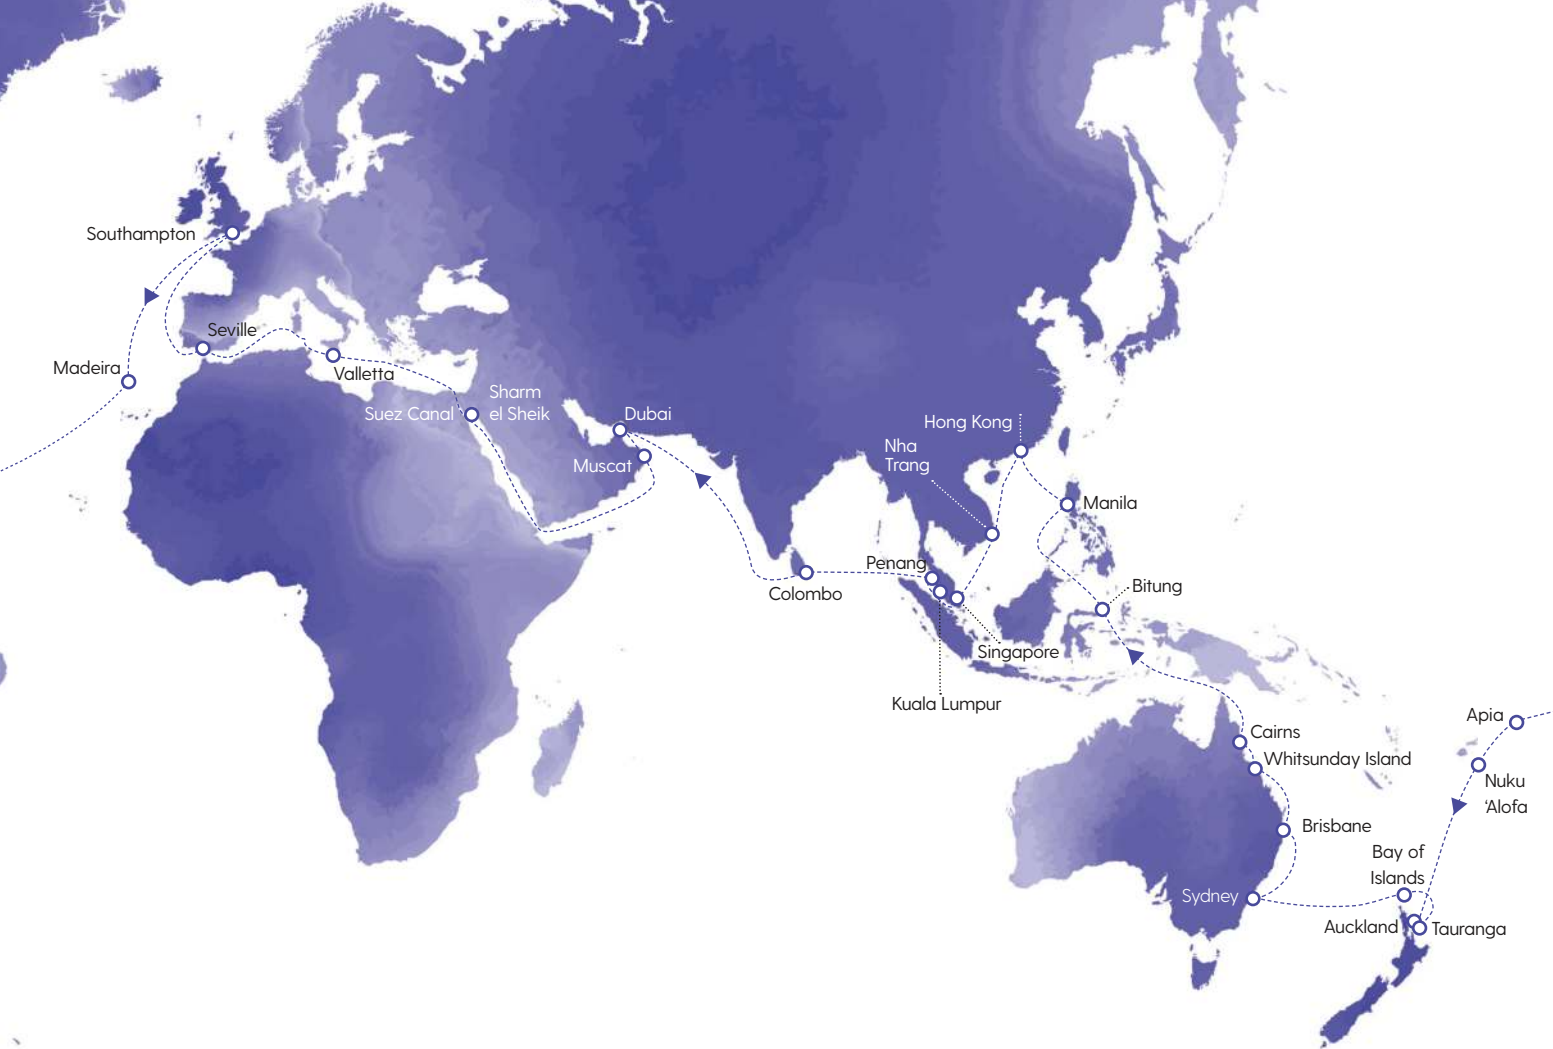 Southampton
Seville
Madeira
Valletta
Sharm
el Sheik
Suez Canal
Dubai
Muscat
Hong Kong
Nha
Trang
Manila
Penang
Colombo
Bitung
Singapore
Kuala Lumpur
Apia
Cairns
Whitsunday Island
Nuku
‘Alofa
Brisbane
Bay of
Islands
Sydney
Auckland
Tauranga